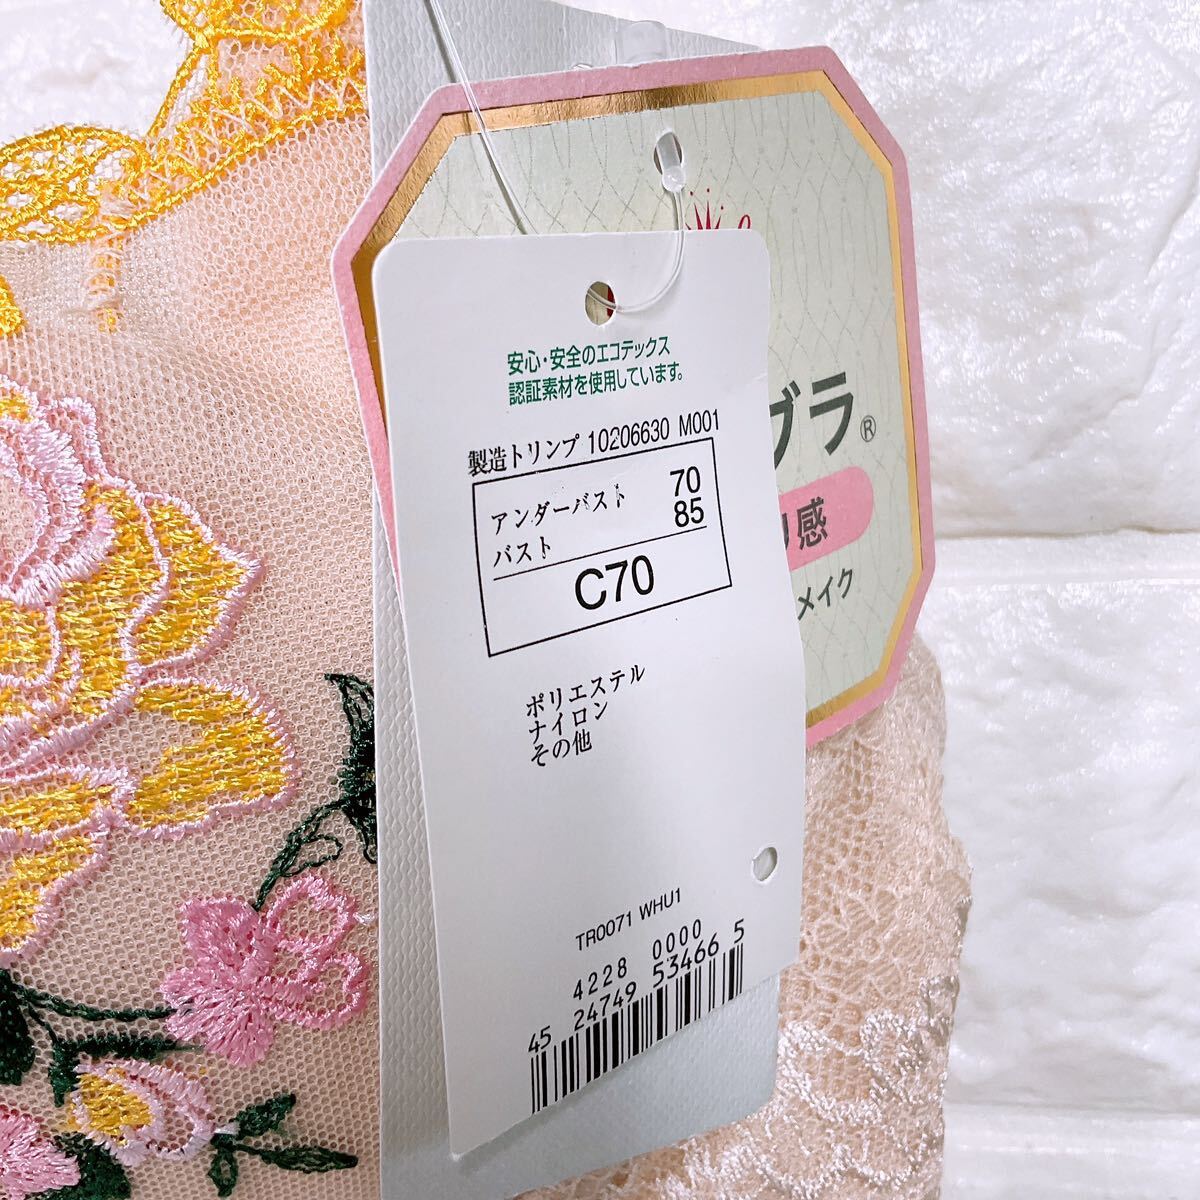 安心・安全のエコテックス
認証素材を使用しています。
製造トリンプ 10206630 M001
アンダーバスト 70
バスト 85
C70
ポリエステル
ナイロン
その他
TR0071 WHU1
4228 0000
45 24749 53466 5
ブラ®
感
メイク